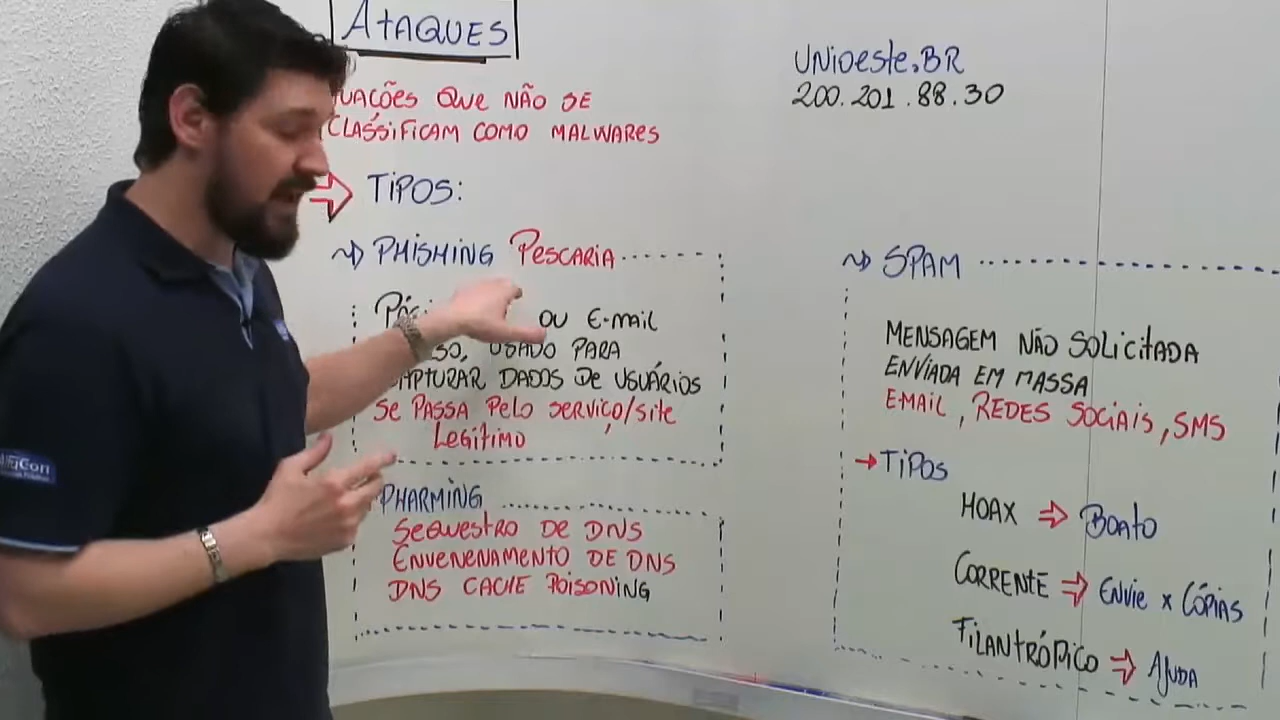 ATAQUES
QUE NÃO SE
CLASSIFICAM COMO MALWARES
TIPOS:
PHISHING PESCARIA
OU E-MAIL
USADO PARA
CAPTURAR DADOS DE USUÁRIOS
SE PASSA PELO SERVIÇO/SITE
LEGÍTIMO
PHARMING
SEQUESTRO DE DNS
ENVENENAMENTO DE DNS
DNS CACHE POISONING
UNIOESTE.BR
200.201.88.30
SPAM
MENSAGEM NÃO SOLICITADA
ENVIADA EM MASSA
EMAIL, REDES SOCIAIS, SMS
→ TIPOS
HOAX ⇒ BOATO
CORRENTE ⇒ ENVIE X CÓPIAS
FILANTRÓPICO ⇒ AJUDA